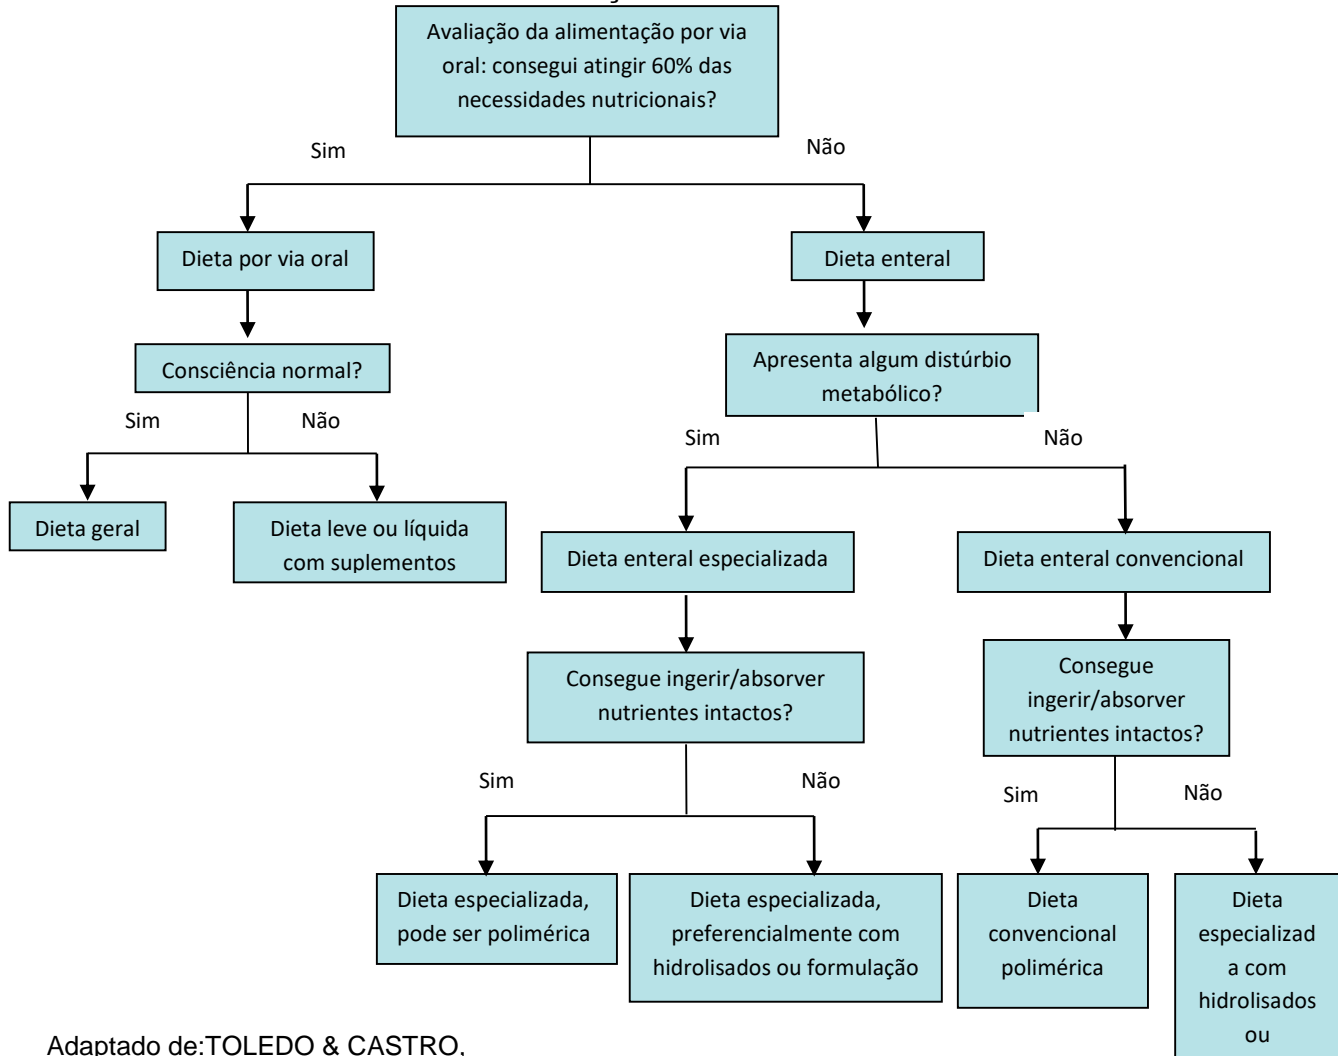 Avaliação da alimentação por via
oral: consegui atingir 60% das
necessidades nutricionais?
Sim
Não
Dieta por via oral
Dieta enteral
Consciência normal?
Apresenta algum distúrbio
metabólico?
Sim
Não
Sim
Não
Dieta geral
Dieta leve ou líquida
com suplementos
Dieta enteral especializada
Dieta enteral convencional
Consegue ingerir/absorver
nutrientes intactos?
Consegue
ingerir/absorver
nutrientes intactos?
Sim
Não
Sim
Não
Dieta especializada,
pode ser polimérica
Dieta especializada,
preferencialmente com
hidrolisados ou formulação
Dieta
convencional
polimérica
Dieta
especializad
a com
hidrolisados
ou
Adaptado de:TOLEDO & CASTRO,